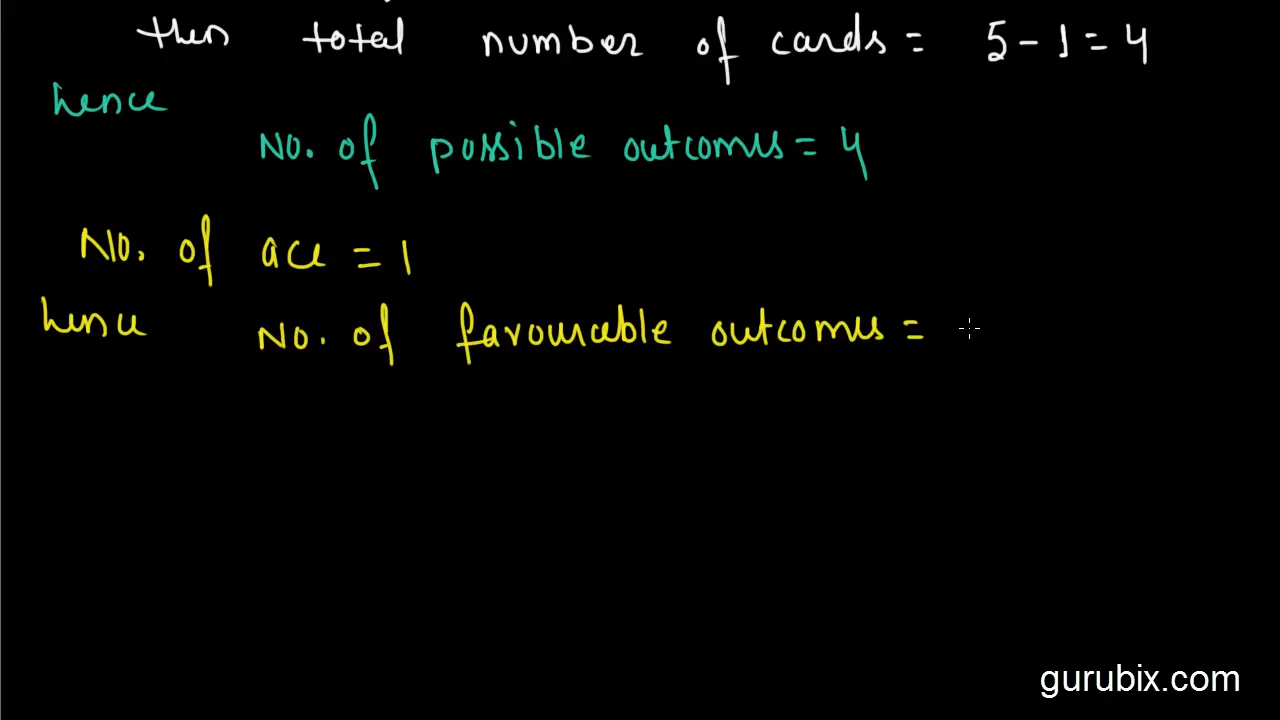 then total number of cards = 5 - 1 = 4
hence
No. of possible outcomes = 4
No. of ace = 1
hence No. of favourable outcomes =
gurubix.com